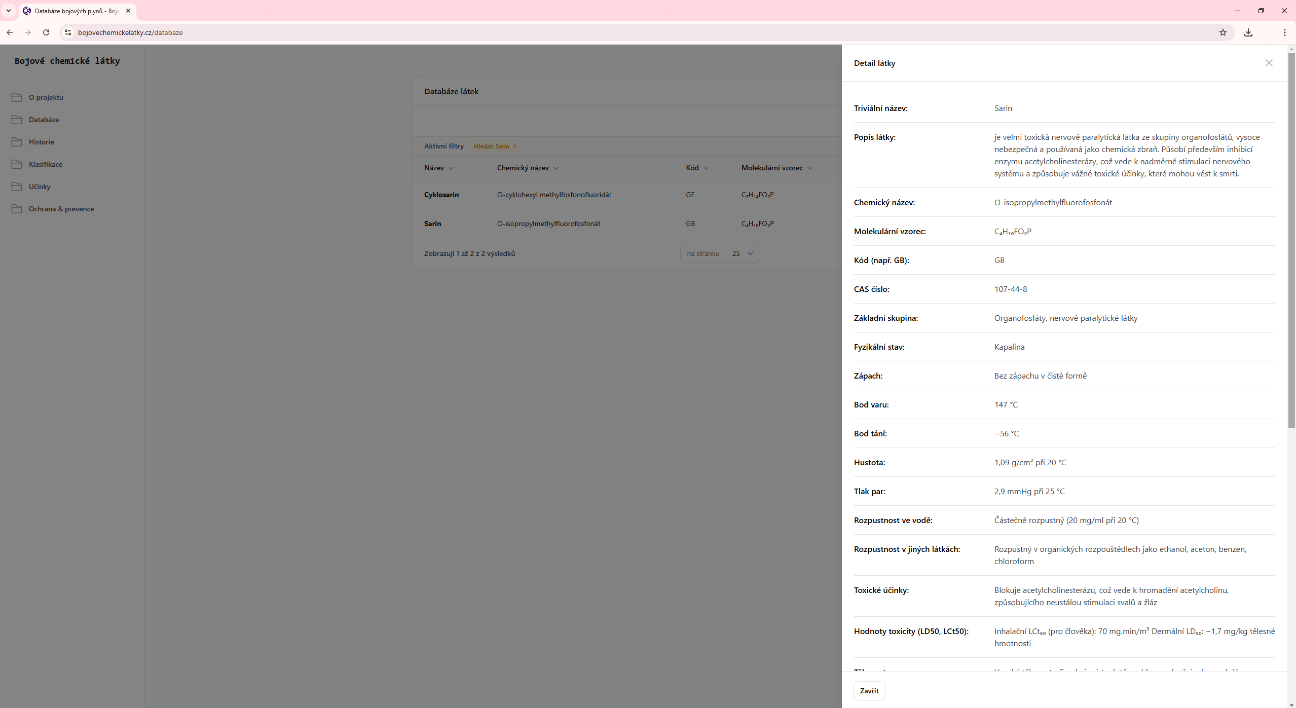 Databáze bojových plynů - Boj
bojovechemickelatky.cz/databaze
Bojové chemické látky
O projektu
Databáze
Historie
Klasifikace
Účinky
Ochrana & prevence
Databáze látek
Aktivní filtry Hledat: Sarin ×
Název Chemický název Kód Molekulární vzorec
Cyklosarin O-cyklohexyl methylfosfonofluoridát GF
Sarin O-isopropylmethylfluorofosfonát GB C₄H₁₀FO₂P
Zobrazuji 1 až 2 z 2 výsledků na stránku 25
Detail látky
Triviální název: Sarin
Popis látky: je velmi toxická nervově paralytická látka ze skupiny organofosfátů, vysoce
nebezpečná a používaná jako chemická zbraň. Působí především inhibicí
enzymu acetylcholinesterázy, což vede k nadměrné stimulaci nervového
systému a způsobuje vážné toxické účinky, které mohou vést k smrti.
Chemický název: O-isopropylmethylfluorofosfonát
Molekulární vzorec: C₄H₁₀FO₂P
Kód (např. GB): GB
CAS číslo: 107-44-8
Základní skupina: Organofosfáty, nervově paralytické látky
Fyzikální stav: Kapalina
Zápach: Bez zápachu v čisté formě
Bod varu: 147 °C
Bod tání: −56 °C
Hustota: 1,09 g/cm³ při 20 °C
Tlak par: 2,9 mmHg při 25 °C
Rozpustnost ve vodě: Částečně rozpustný (20 mg/ml při 20 °C)
Rozpustnost v jiných látkách: Rozpustný v organických rozpouštědlech jako ethanol, aceton, benzen,
chloroform
Toxické účinky: Blokuje acetylcholinesterázu, což vede k hromadění acetylcholinu,
způsobujícího neustálou stimulaci svalů a žláz
Hodnoty toxicity (LD50, LCt50): Inhalační LCt₅₀ (pro člověka): 70 mg.min/m³ Dermální LD₅₀: ~1,7 mg/kg tělesné
hmotnosti
Zavřít